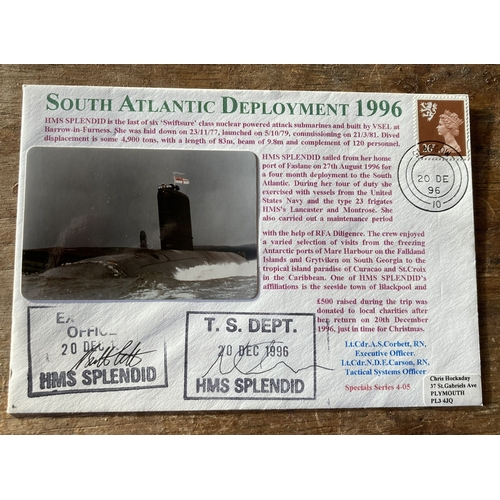 SOUTH ATLANTIC DEPLOYMENT 1996
HMS SPLENDID is the last of six 'Swiftsure' class nuclear powered attack submarines and built by VSEL at
Barrow-in-Furness. She was laid down on 23/11/77, launched on 5/10/79, commissioning on 21/3/81. Dived
displacement is some 4,900 tons, with a length of 83m, beam of 9.8m and complement of 120 personnel.
HMS SPLENDID sailed from her home
port of Faslane on 27th August 1996 for
a four month deployment to the South
Atlantic. During her tour of duty she
exercised with vessels from the United
States Navy and the type 23 frigates
HMS's Lancaster and Montrose. She
also carried out a maintenance period
with the help of RFA Diligence. The crew enjoyed
a varied selection of visits from the freezing
Antarctic ports of Mare Harbour on the Falkland
Islands and Grytviken on South Georgia to the
tropical island paradise of Curacao and St.Croix
in the Caribbean. One of HMS SPLENDID's
affiliations is the seeside town of Blackpool and
£500 raised during the trip was
donated to local charities after
her return on 20th December
1996, just in time for Christmas.
Lt.Cdr.A.S.Corbett, RN,
Executive Officer.
Lt.Cdr.N.D.E.Carson, RN,
Tactical Systems Officer
Specials Series 4-05
26P
20 DE
96
10
OFFICE
20 DEC
HMS SPLENDID
T. S. DEPT.
20 DEC 1996
HMS SPLENDID
Chris Hockaday
37 St.Gabriels Ave
PLYMOUTH
PL3 4JQ